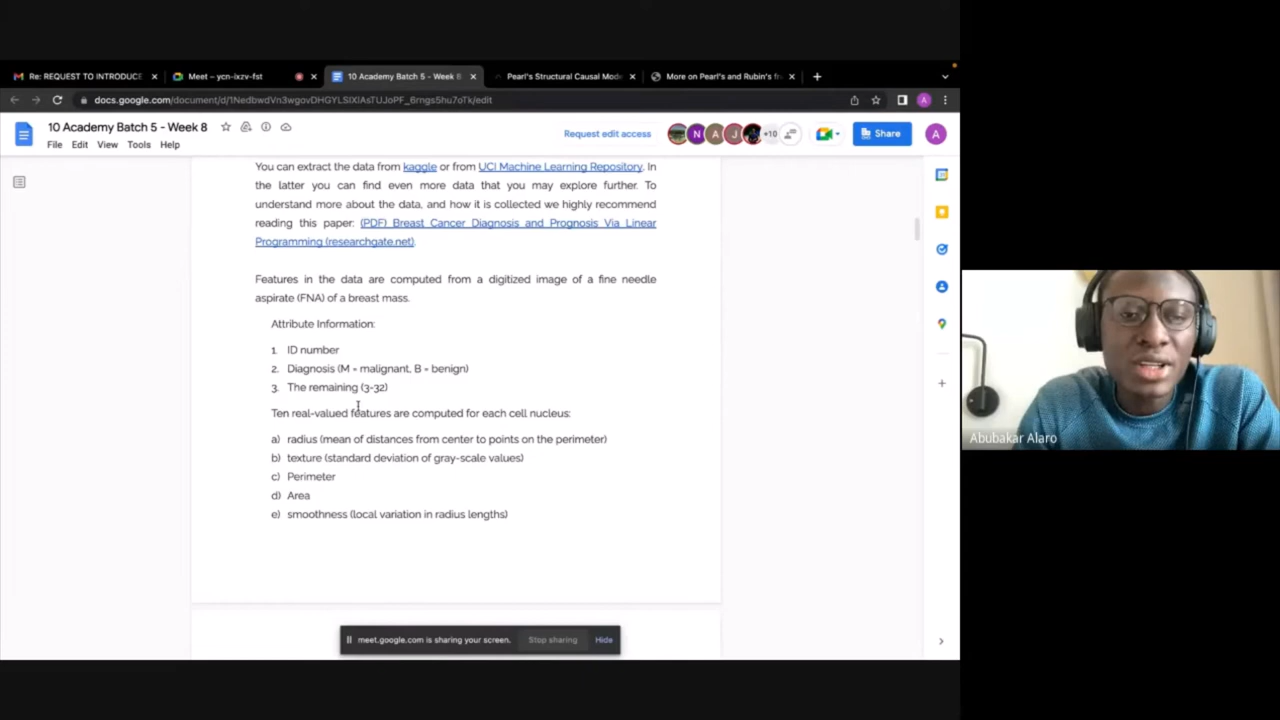 Re: REQUEST TO INTRODUCE
Meet – ycn-ixzv-fst
10 Academy Batch 5 - Week 8
Pearl's Structural Causal Mode
More on Pearl's and Rubin's fr
docs.google.com/document/d/1NedbwdVn3wgovDHGYLSIXIAsTUJoPF_6rngs5hu7oTk/edit
10 Academy Batch 5 - Week 8
File Edit View Tools Help
Request edit access
N A J +10
Share
A
You can extract the data from kaggle or from UCI Machine Learning Repository. In
the latter you can find even more data that you may explore further. To
understand more about the data, and how it is collected we highly recommend
reading this paper: (PDF) Breast Cancer Diagnosis and Prognosis Via Linear
Programming (researchgate.net).
Features in the data are computed from a digitized image of a fine needle
aspirate (FNA) of a breast mass.
Attribute Information:
1. ID number
2. Diagnosis (M = malignant, B = benign)
3. The remaining (3-32)
Ten real-valued features are computed for each cell nucleus:
a) radius (mean of distances from center to points on the perimeter)
b) texture (standard deviation of gray-scale values)
c) Perimeter
d) Area
e) smoothness (local variation in radius lengths)
meet.google.com is sharing your screen. Stop sharing Hide
Abubakar Alaro